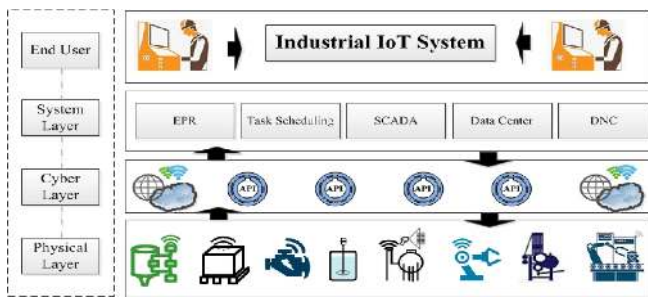 End User
Industrial IoT System
System
Layer
EPR
Task Scheduling
SCADA
Data Center
DNC
Cyber
Layer
API
API
API
API
Physical
Layer